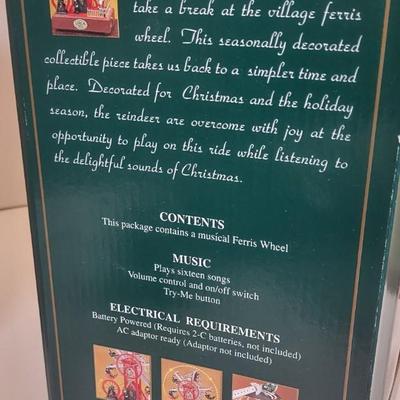 take a break at the village ferris
wheel. This seasonally decorated
collectible piece takes us back to a simpler time and
place. Decorated for Christmas and the holiday
season, the reindeer are overcome with joy at the
opportunity to play on this ride while listening to
the delightful sounds of Christmas.
CONTENTS
This package contains a musical Ferris Wheel
MUSIC
Plays sixteen songs
Volume control and on/off switch
Try-Me button
ELECTRICAL REQUIREMENTS
Battery Powered (Requires 2-C batteries, not included)
AC adaptor ready (Adaptor not included)